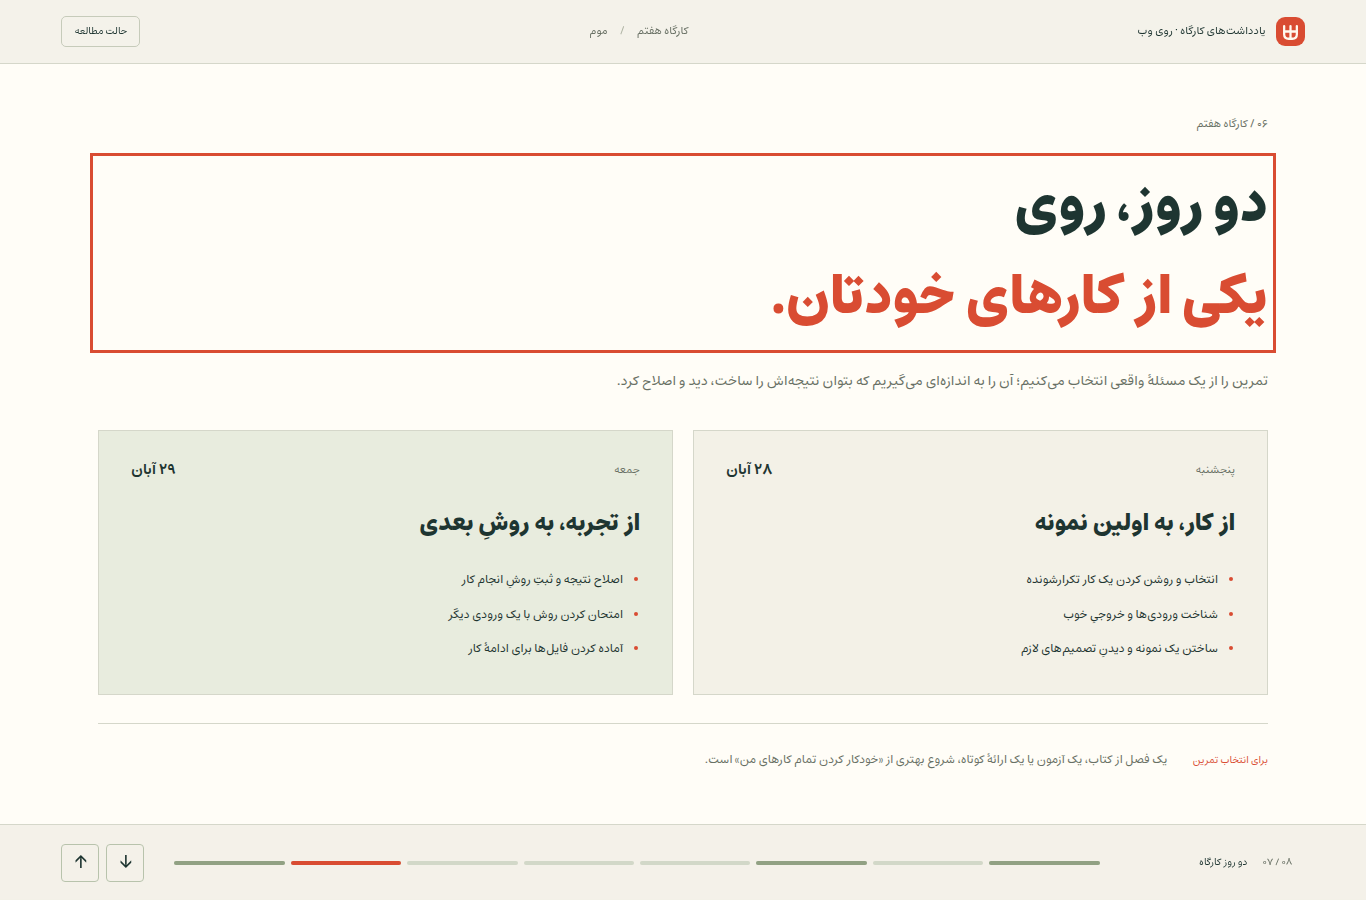 یادداشت‌های کارگاه · روی وب
کارگاه هفتم / موم
حالت مطالعه
۰۶ / کارگاه هفتم
دو روز، روی
یکی از کارهای خودتان.
تمرین را از یک مسئلهٔ واقعی انتخاب می‌کنیم؛ آن را به اندازه‌ای می‌گیریم که بتوان نتیجه‌اش را ساخت، دید و اصلاح کرد.
پنجشنبه
۲۸ آبان
از کار، به اولین نمونه
انتخاب و روشن کردن یک کار تکرارشونده
شناخت ورودی‌ها و خروجیِ خوب
ساختن یک نمونه و دیدنِ تصمیم‌های لازم
جمعه
۲۹ آبان
از تجربه، به روشِ بعدی
اصلاح نتیجه و ثبتِ روشِ انجام کار
امتحان کردن روش با یک ورودی دیگر
آماده کردن فایل‌ها برای ادامهٔ کار
برای انتخاب تمرین
یک فصل از کتاب، یک آزمون یا یک ارائهٔ کوتاه، شروع بهتری از «خودکار کردن تمام کارهای من» است.
۰۷ / ۰۸
دو روز کارگاه